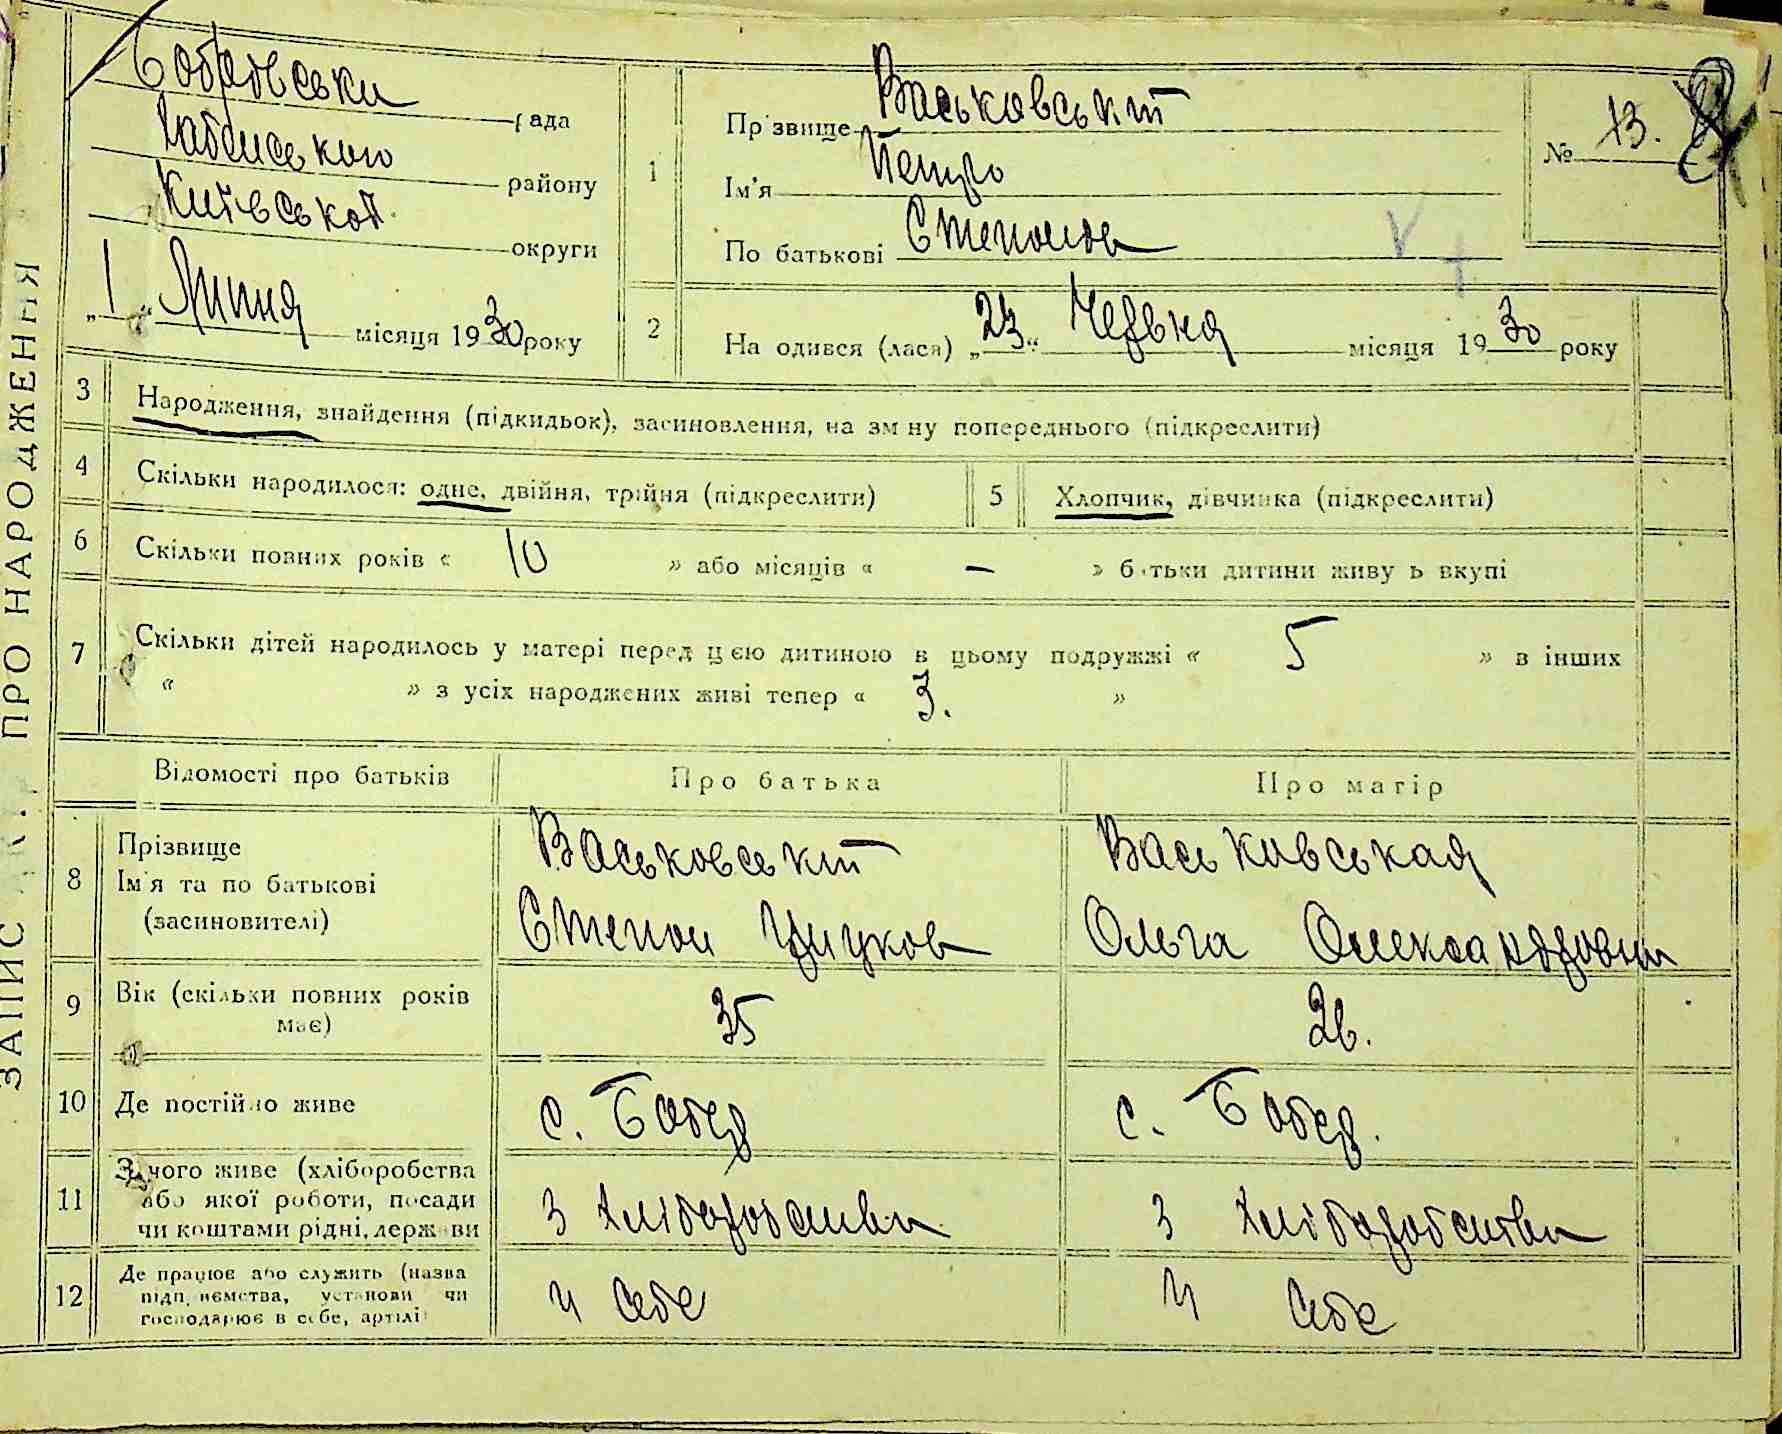 ЗАПИС ПРО НАРОДЖЕННЯ
рада
району
Київської
округи
"1" Липня місяця 1930 року
1
Прізвище Васьковський
Ім'я Петро
По батькові Степанов
№ 13.
2
На одився (лася) "23" Червня місяця 1930 року
3 Народження, знайдення (підкидьок), засиновлення, на зм ну попереднього (підкреслити)
4 Скільки народилося: одне, двійня, трійня (підкреслити)
5 Хлопчик, дівчинка (підкреслити)
6 Скільки повних років « 10 » або місяців « — » батьки дитини живу ь вкупі
7 Скільки дітей народилось у матері перед цією дитиною в цьому подружжі « 5 » в інших
« » з усіх народжених живі тепер « 3. »
Відомості про батьків
Про батька
Про матір
8 Прізвище
Ім'я та по батькові
(засиновителі)
Васьковський
Степан
Васьковская
Ольга Олександровна
9 Вік (скільки повних років
має)
35
26.
10 Де постійно живе
с. Бобер
с. Бобер.
11 З чого живе (хліборобства
або якої роботи, посади
чи коштами рідні, держави
З хліборобства
З хліборобства
12 Де працює або служить (назва
підп иємства, установи чи
господарює в себе, артілі
у себе
у себе